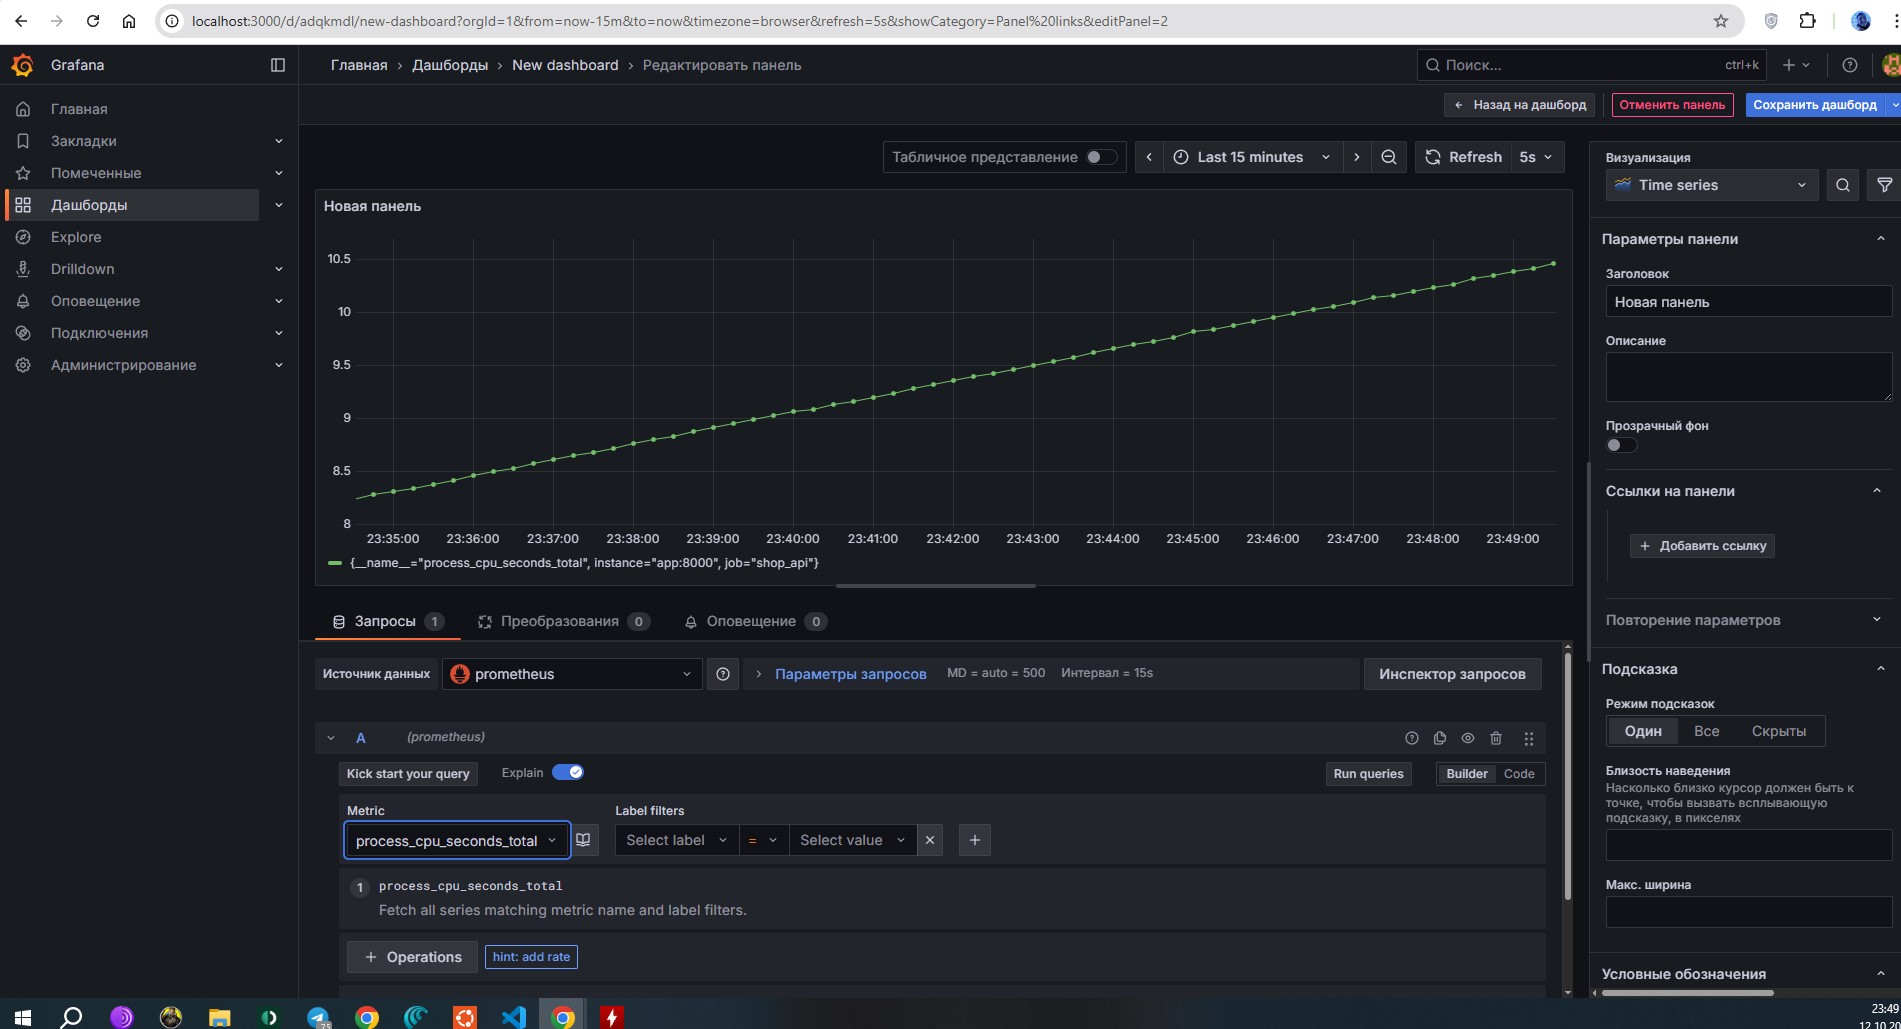 localhost:3000/d/adqkmdl/new-dashboard?orgId=1&from=now-15m&to=now&timezone=browser&refresh=5s&showCategory=Panel%20links&editPanel=2
Grafana
Главная › Дашборды › New dashboard › Редактировать панель
Поиск... ctrl+k
Главная
Закладки
Помеченные
Дашборды
Explore
Drilldown
Оповещение
Подключения
Администрирование
Назад на дашборд
Отменить панель
Сохранить дашборд
Табличное представление
Last 15 minutes
Refresh 5s
Новая панель
10.5
10
9.5
9
8.5
8
23:35:00 23:36:00 23:37:00 23:38:00 23:39:00 23:40:00 23:41:00 23:42:00 23:43:00 23:44:00 23:45:00 23:46:00 23:47:00 23:48:00 23:49:00
{__name__="process_cpu_seconds_total", instance="app:8000", job="shop_api"}
Запросы 1
Преобразования 0
Оповещение 0
Источник данных
prometheus
Параметры запросов MD = auto = 500 Интервал = 15s
Инспектор запросов
A (prometheus)
Kick start your query
Explain
Run queries
Builder Code
Metric
process_cpu_seconds_total
Label filters
Select label = Select value
1 process_cpu_seconds_total
Fetch all series matching metric name and label filters.
+ Operations
hint: add rate
Визуализация
Time series
Параметры панели
Заголовок
Новая панель
Описание
Прозрачный фон
Ссылки на панели
+ Добавить ссылку
Повторение параметров
Подсказка
Режим подсказок
Один Все Скрыты
Близость наведения
Насколько близко курсор должен быть к
точке, чтобы вызвать всплывающую
подсказку, в пикселях
Макс. ширина
Условные обозначения
75
23:49